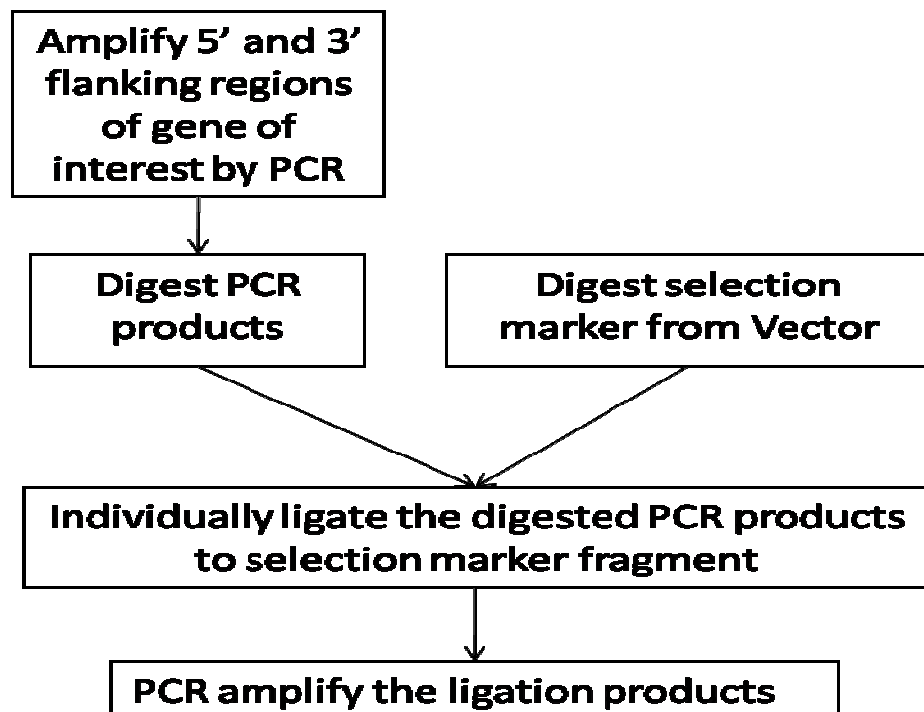 Amplify 5’ and 3’
flanking regions
of gene of
interest by PCR
Digest PCR
products
Digest selection
marker from Vector
Individually ligate the digested PCR products
to selection marker fragment
PCR amplify the ligation products